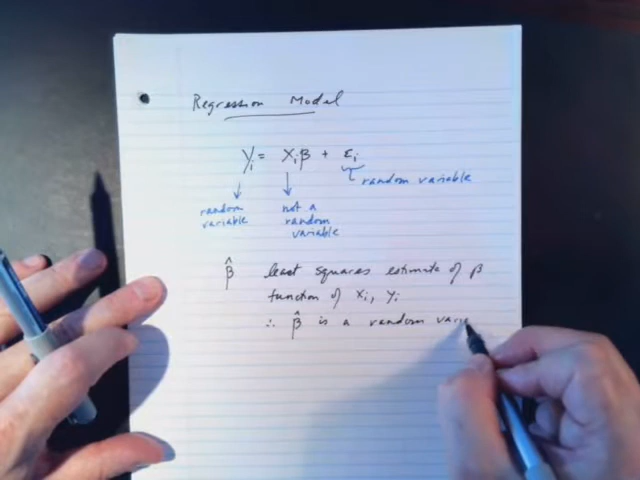 Regression Model
Yi = Xiβ + εi
random variable
random variable
not a random variable
β̂ least squares estimate of β
function of Xi, Yi
∴ β̂ is a random varia